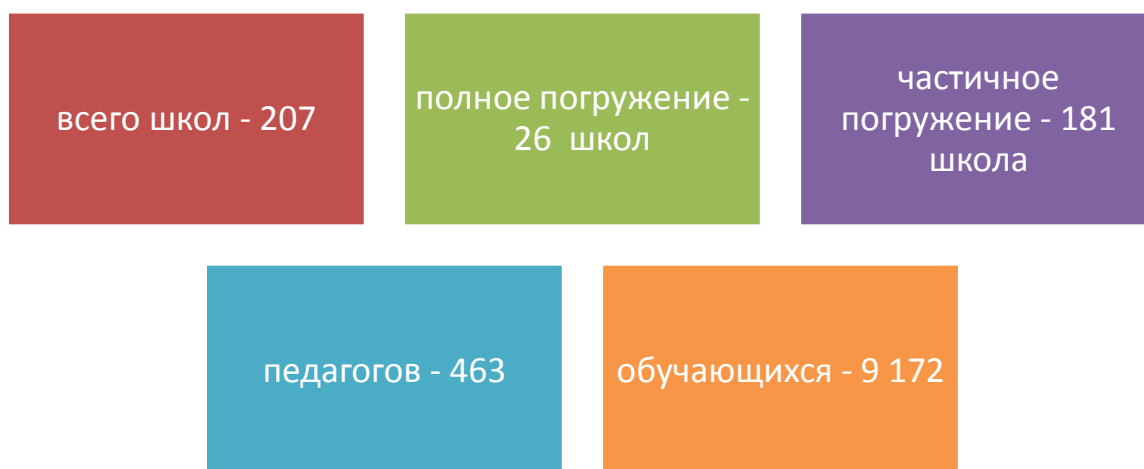 всего школ - 207
полное погружение -
26 школ
частичное
погружение - 181
школа
педагогов - 463
обучающихся - 9 172